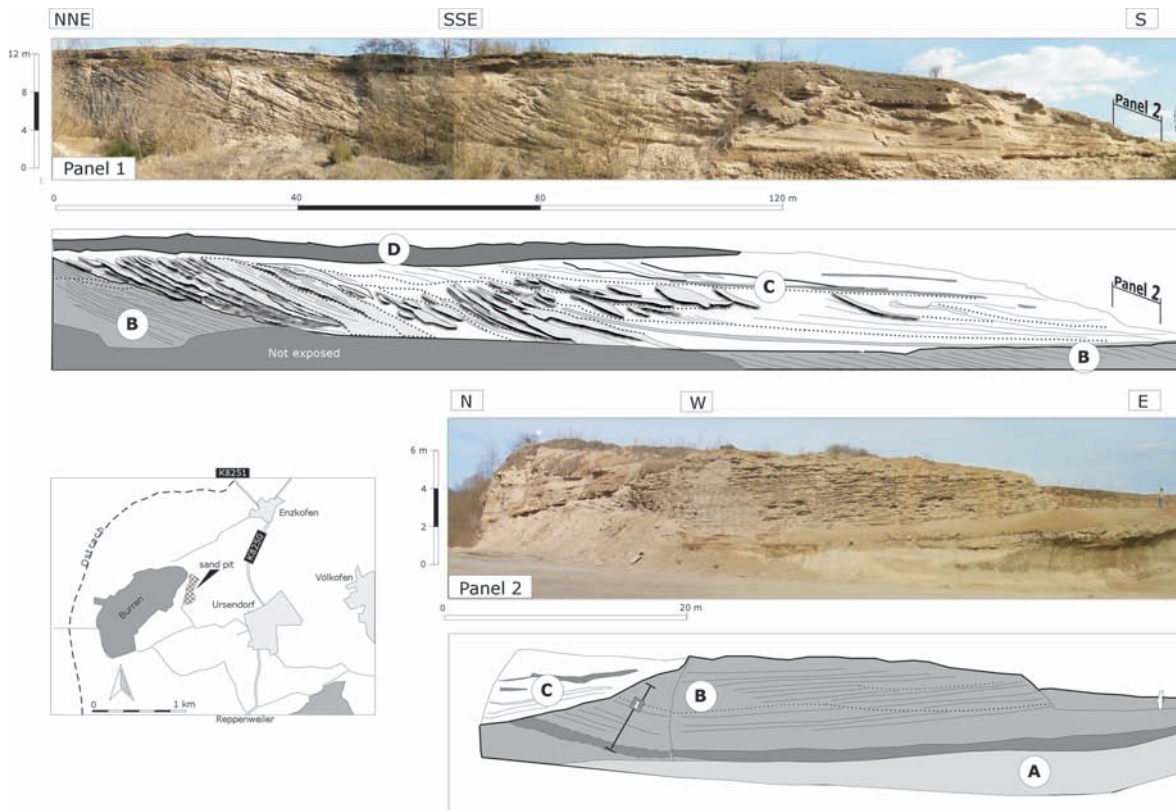 NNE SSE S
12 m
8
4
0
Panel 2
Panel 1
0 40 80 120 m
D
C
B
Panel 2
Not exposed
B
N W E
6 m
4
2
0
Panel 2
0 20 m
K8251
Enzkofen
Ostrach
K8250
sand pit
Völkofen
Burren
Ursendorf
0 1 km
Reppenweiler
C
B
A